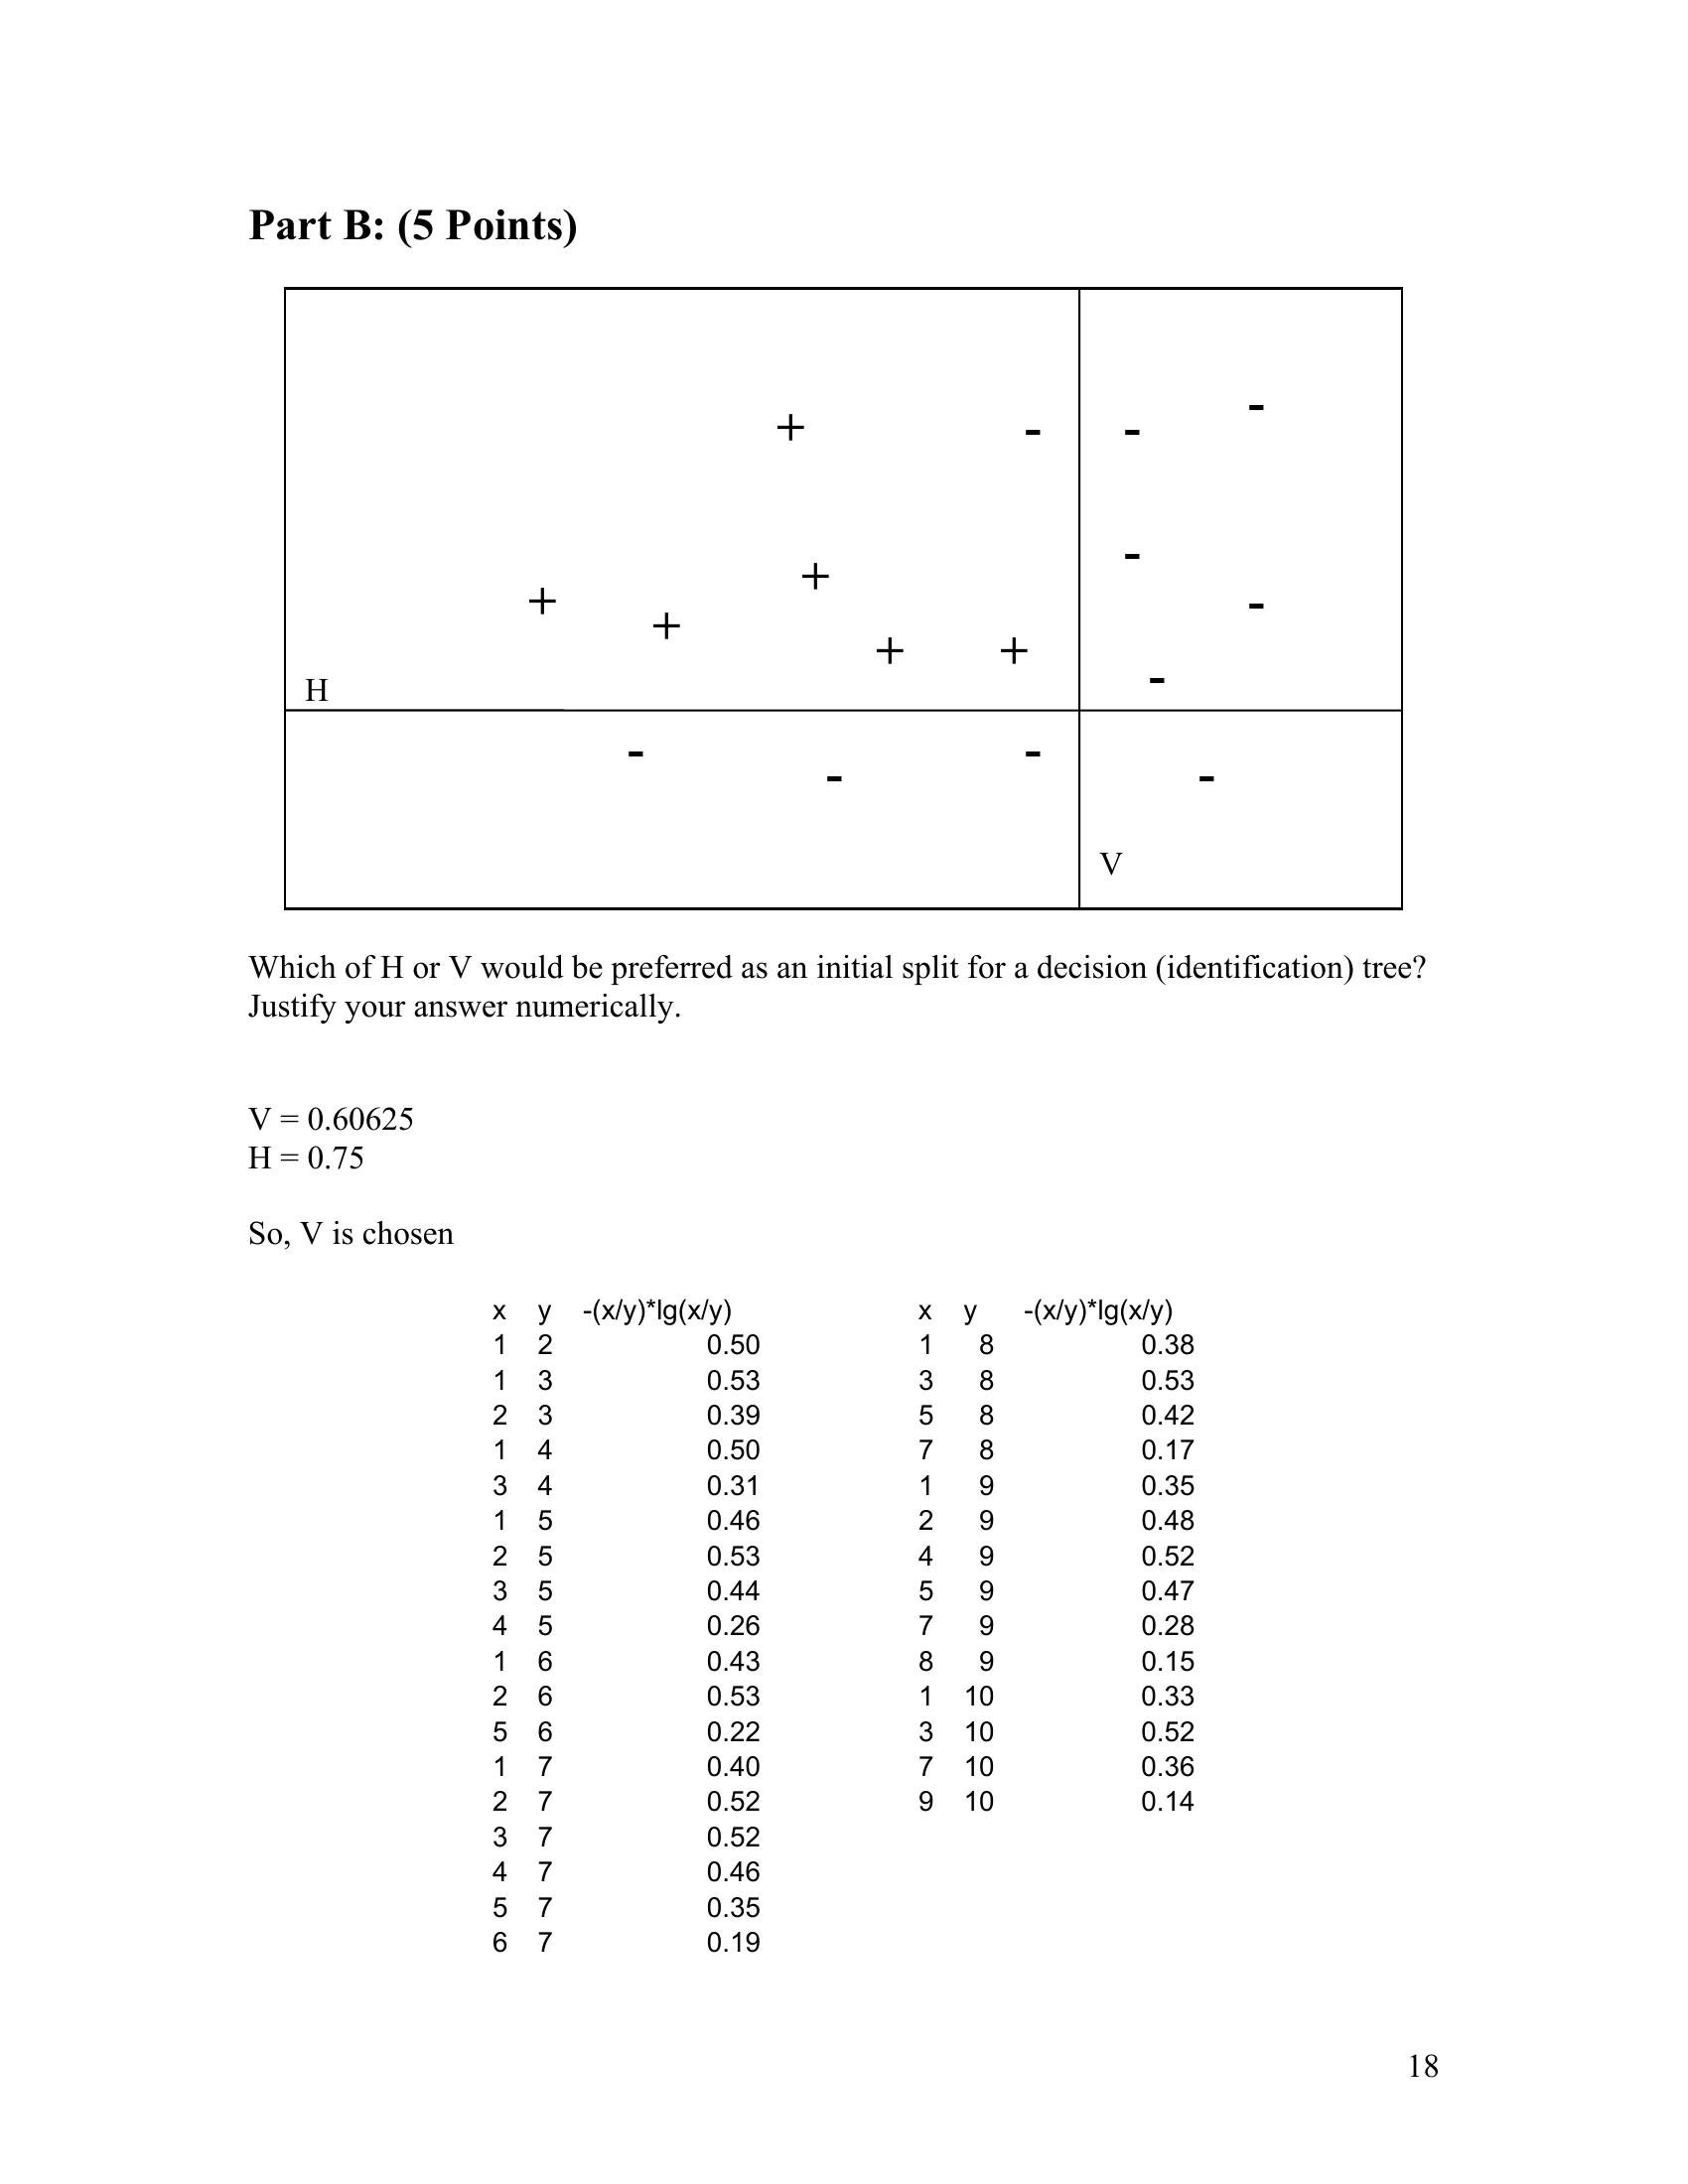 Part B: (5 Points)
+ - - -
+ + + + + - - -
H
- - - -
V
Which of H or V would be preferred as an initial split for a decision (identification) tree?
Justify your answer numerically.
V = 0.60625
H = 0.75
So, V is chosen
x y -(x/y)*lg(x/y)
1 2 0.50
1 3 0.53
2 3 0.39
1 4 0.50
3 4 0.31
1 5 0.46
2 5 0.53
3 5 0.44
4 5 0.26
1 6 0.43
2 6 0.53
5 6 0.22
1 7 0.40
2 7 0.52
3 7 0.52
4 7 0.46
5 7 0.35
6 7 0.19
x y -(x/y)*lg(x/y)
1 8 0.38
3 8 0.53
5 8 0.42
7 8 0.17
1 9 0.35
2 9 0.48
4 9 0.52
5 9 0.47
7 9 0.28
8 9 0.15
1 10 0.33
3 10 0.52
7 10 0.36
9 10 0.14
18